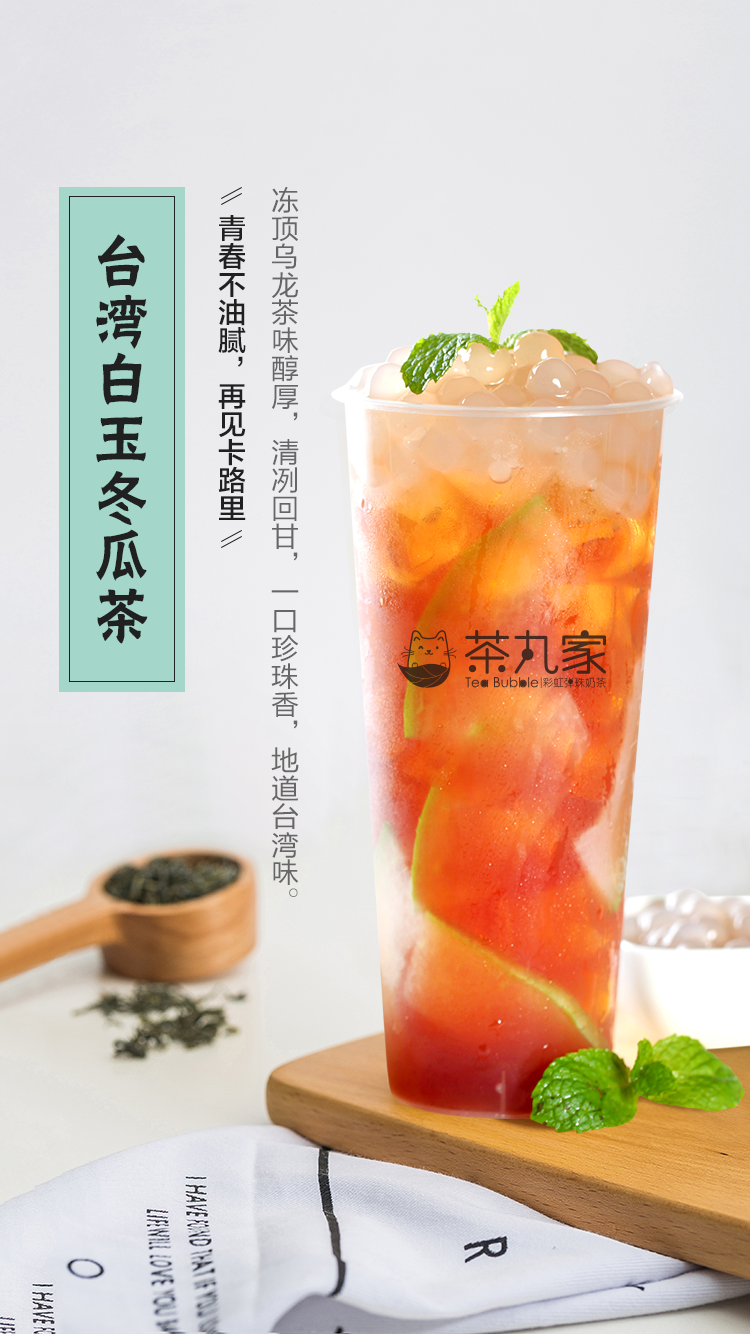 台湾白玉冬瓜茶
青春不油腻，再见卡路里
冻顶乌龙茶味醇厚，清冽回甘，一口珍珠香，地道台湾味。
茶丸家
Tea Bubble|彩虹弹珠奶茶
R
O
I HAVE